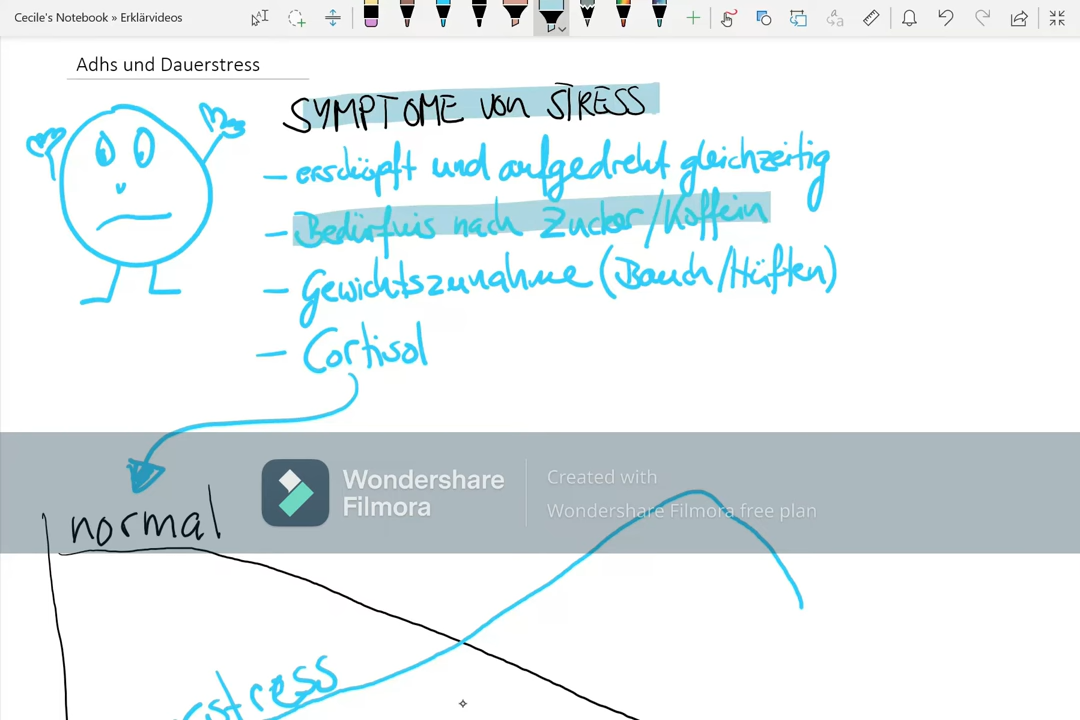 Cecile's Notebook » Erklärvideos
Adhs und Dauerstress
SYMPTOME von STRESS
– erschöpft und aufgedreht gleichzeitig
– Bedürfnis nach Zucker/Koffein
– Gewichtszunahme (Bauch/Hüften)
– Cortisol
Wondershare
Filmora
Created with
Wondershare Filmora free plan
normal